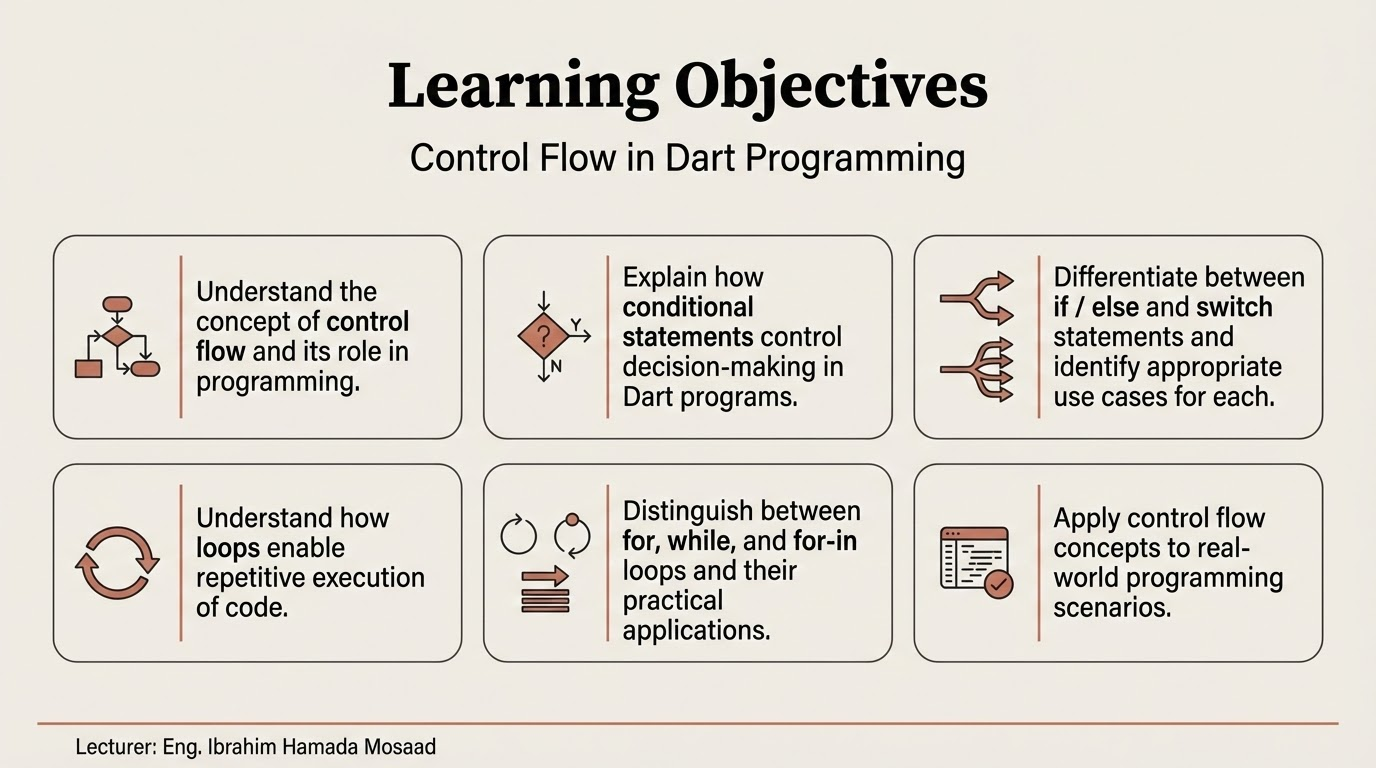 Learning Objectives
Control Flow in Dart Programming
Understand the
concept of control
flow and its role in
programming.
?
Y
N
Explain how
conditional
statements control
decision-making in
Dart programs.
Differentiate between
if / else and switch
statements and
identify appropriate
use cases for each.
Understand how
loops enable
repetitive execution
of code.
Distinguish between
for, while, and for-in
loops and their
practical
applications.
Apply control flow
concepts to real-
world programming
scenarios.
Lecturer: Eng. Ibrahim Hamada Mosaad